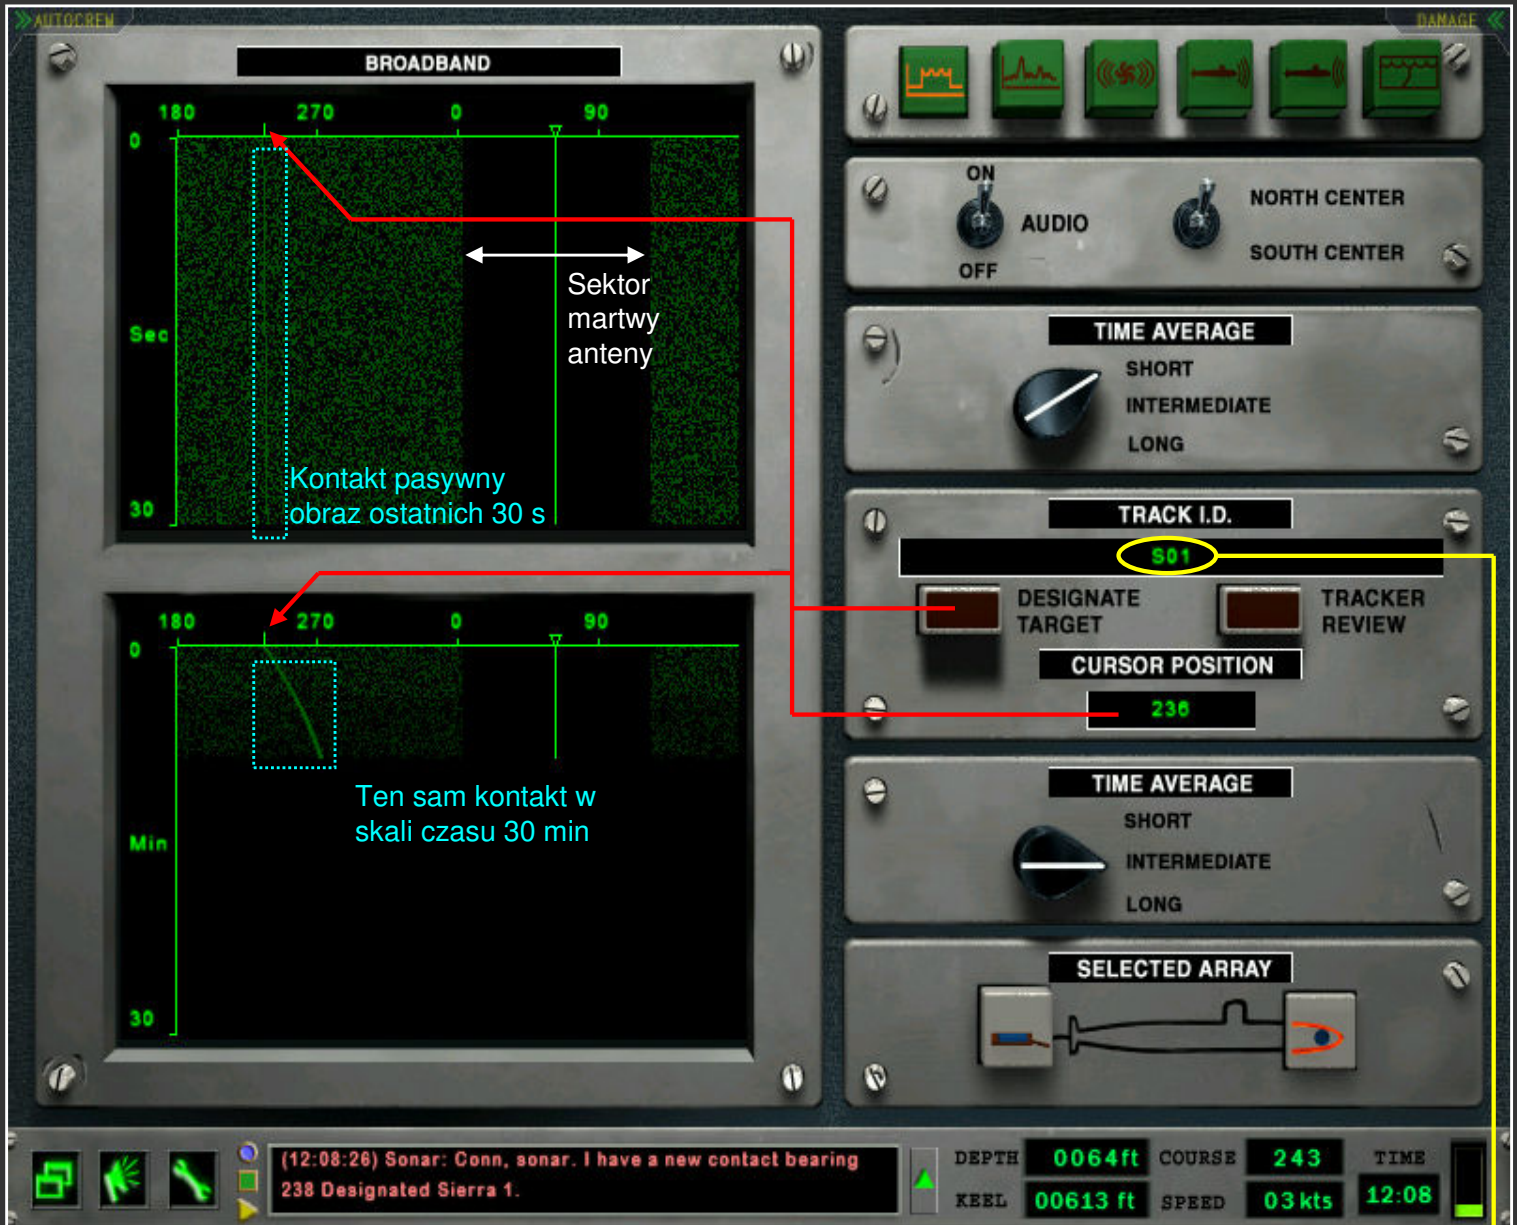 AUTOCREW
DAMAGE
BROADBAND
180 270 0 90
0
Sec
30
Sektor
martwy
anteny
Kontakt pasywny
obraz ostatnich 30 s
180 270 0 90
0
Min
30
Ten sam kontakt w
skali czasu 30 min
ON
AUDIO
OFF
NORTH CENTER
SOUTH CENTER
TIME AVERAGE
SHORT
INTERMEDIATE
LONG
TRACK I.D.
S01
DESIGNATE
TARGET
TRACKER
REVIEW
CURSOR POSITION
236
TIME AVERAGE
SHORT
INTERMEDIATE
LONG
SELECTED ARRAY
(12:08:26) Sonar: Conn, sonar. I have a new contact bearing
238 Designated Sierra 1.
DEPTH 0064ft COURSE 243 TIME
KEEL 00613 ft SPEED 03 kts 12:08